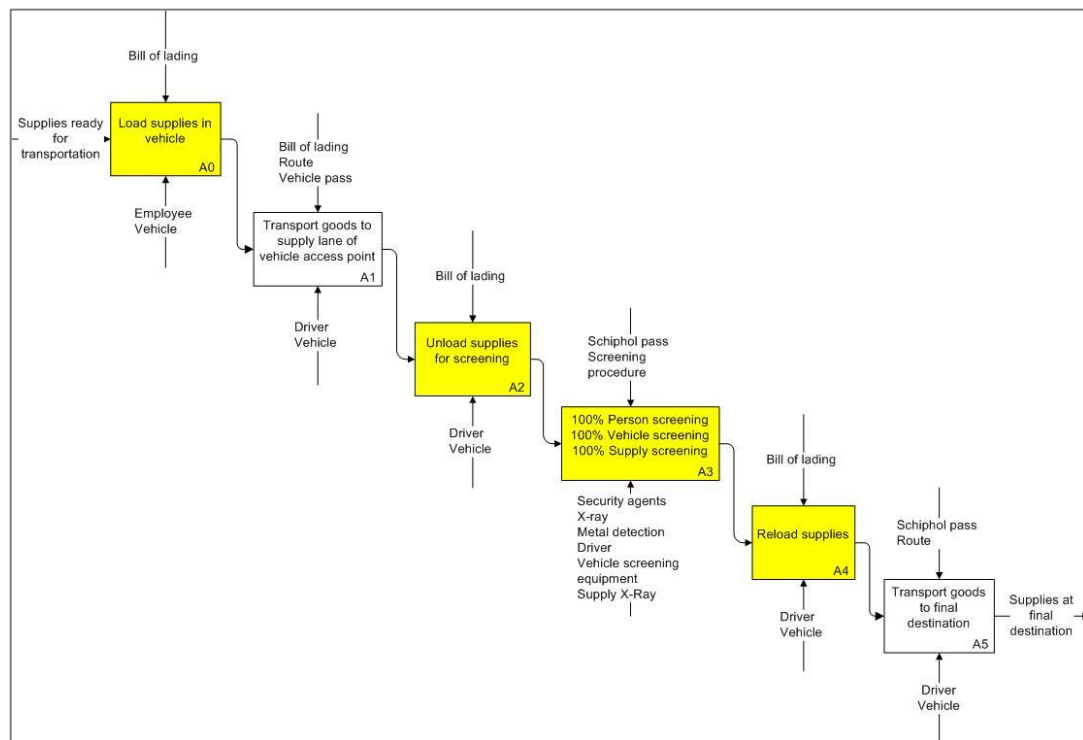 Bill of lading
Supplies ready
for
transportation
Load supplies in
vehicle
A0
Employee
Vehicle
Bill of lading
Route
Vehicle pass
Transport goods to
supply lane of
vehicle access point
A1
Driver
Vehicle
Bill of lading
Unload supplies
for screening
A2
Driver
Vehicle
Schiphol pass
Screening
procedure
100% Person screening
100% Vehicle screening
100% Supply screening
A3
Security agents
X-ray
Metal detection
Driver
Vehicle screening
equipment
Supply X-Ray
Bill of lading
Reload supplies
A4
Driver
Vehicle
Schiphol pass
Route
Transport goods
to final
destination
A5
Supplies at
final
destination
Driver
Vehicle